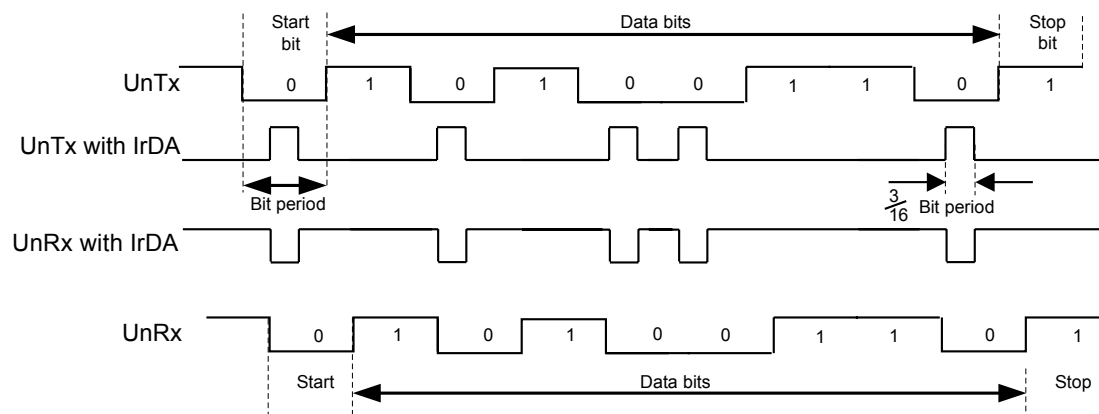 Start
bit
Data bits
Stop
bit
UnTx
0 1 0 1 0 0 1 1 0 1
UnTx with IrDA
Bit period
3/16 Bit period
UnRx with IrDA
UnRx
0 1 0 1 0 0 1 1 0 1
Start
Data bits
Stop